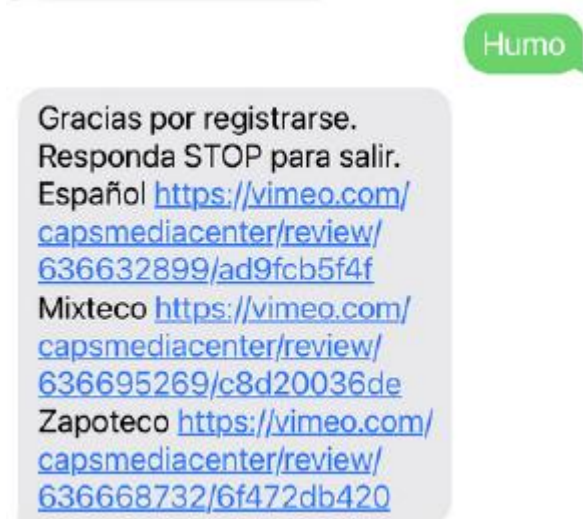 Humo
Gracias por registrarse.
Responda STOP para salir.
Español https://vimeo.com/
capsmediacenter/review/
636632899/ad9fcb5f4f
Mixteco https://vimeo.com/
capsmediacenter/review/
636695269/c8d20036de
Zapoteco https://vimeo.com/
capsmediacenter/review/
636668732/6f472db420